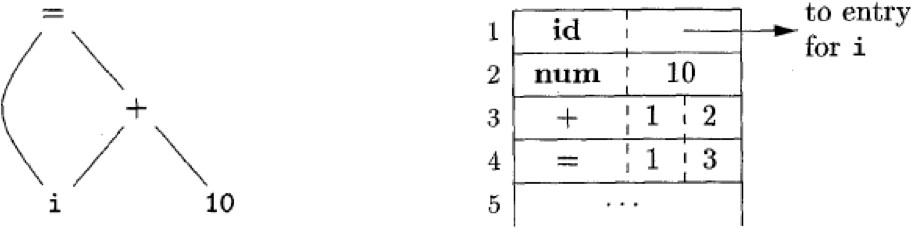 =
+
i 10
1 id to entry for i
2 num 10
3 + 1 2
4 = 1 3
5 ...